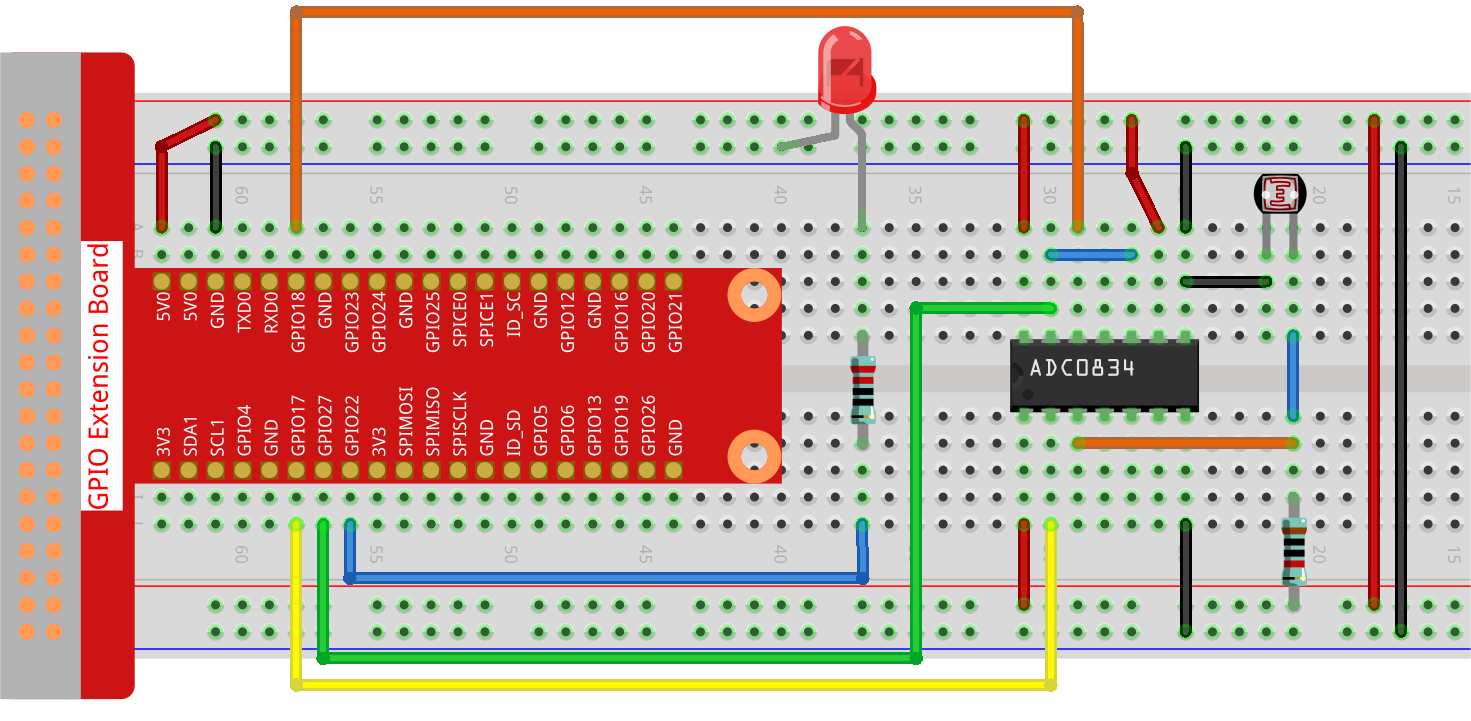 60
55
50
45
40
35
30
20
15
A
B
5V0
5V0
GND
TXD0
RXD0
GPIO18
GND
GPIO23
GPIO24
GND
GPIO25
SPICE0
SPICE1
ID_SC
GND
GPIO12
GND
GPIO16
GPIO20
GPIO21
GPIO Extension Board
ADC0834
3V3
SDA1
SCL1
GPIO4
GND
GPIO17
GPIO27
GPIO22
3V3
SPIMOSI
SPIMISO
SPISCLK
GND
ID_SD
GPIO5
GPIO6
GPIO13
GPIO19
GPIO26
GND
I
60
55
50
45
40
20
15